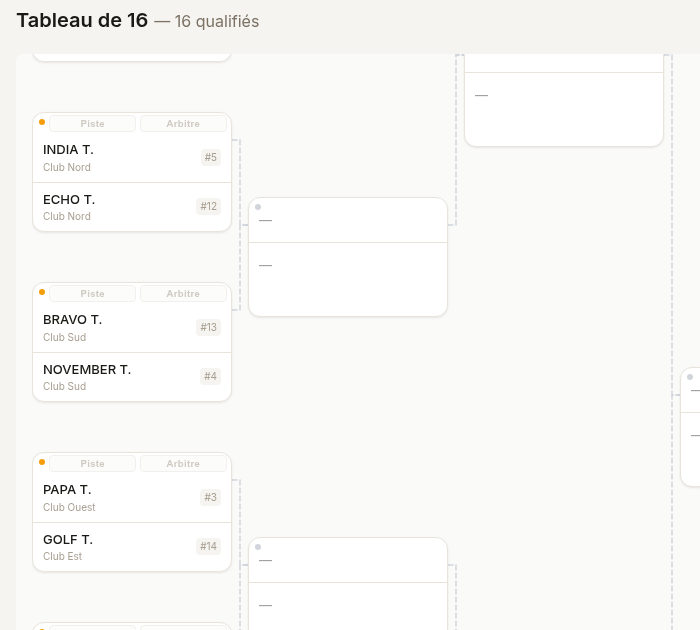 Tableau de 16 — 16 qualifiés
—
Piste Arbitre
INDIA T.
Club Nord
#5
ECHO T.
Club Nord
#12
—
—
Piste Arbitre
BRAVO T.
Club Sud
#13
NOVEMBER T.
Club Sud
#4
—
—
Piste Arbitre
PAPA T.
Club Ouest
#3
GOLF T.
Club Est
#14
—
—